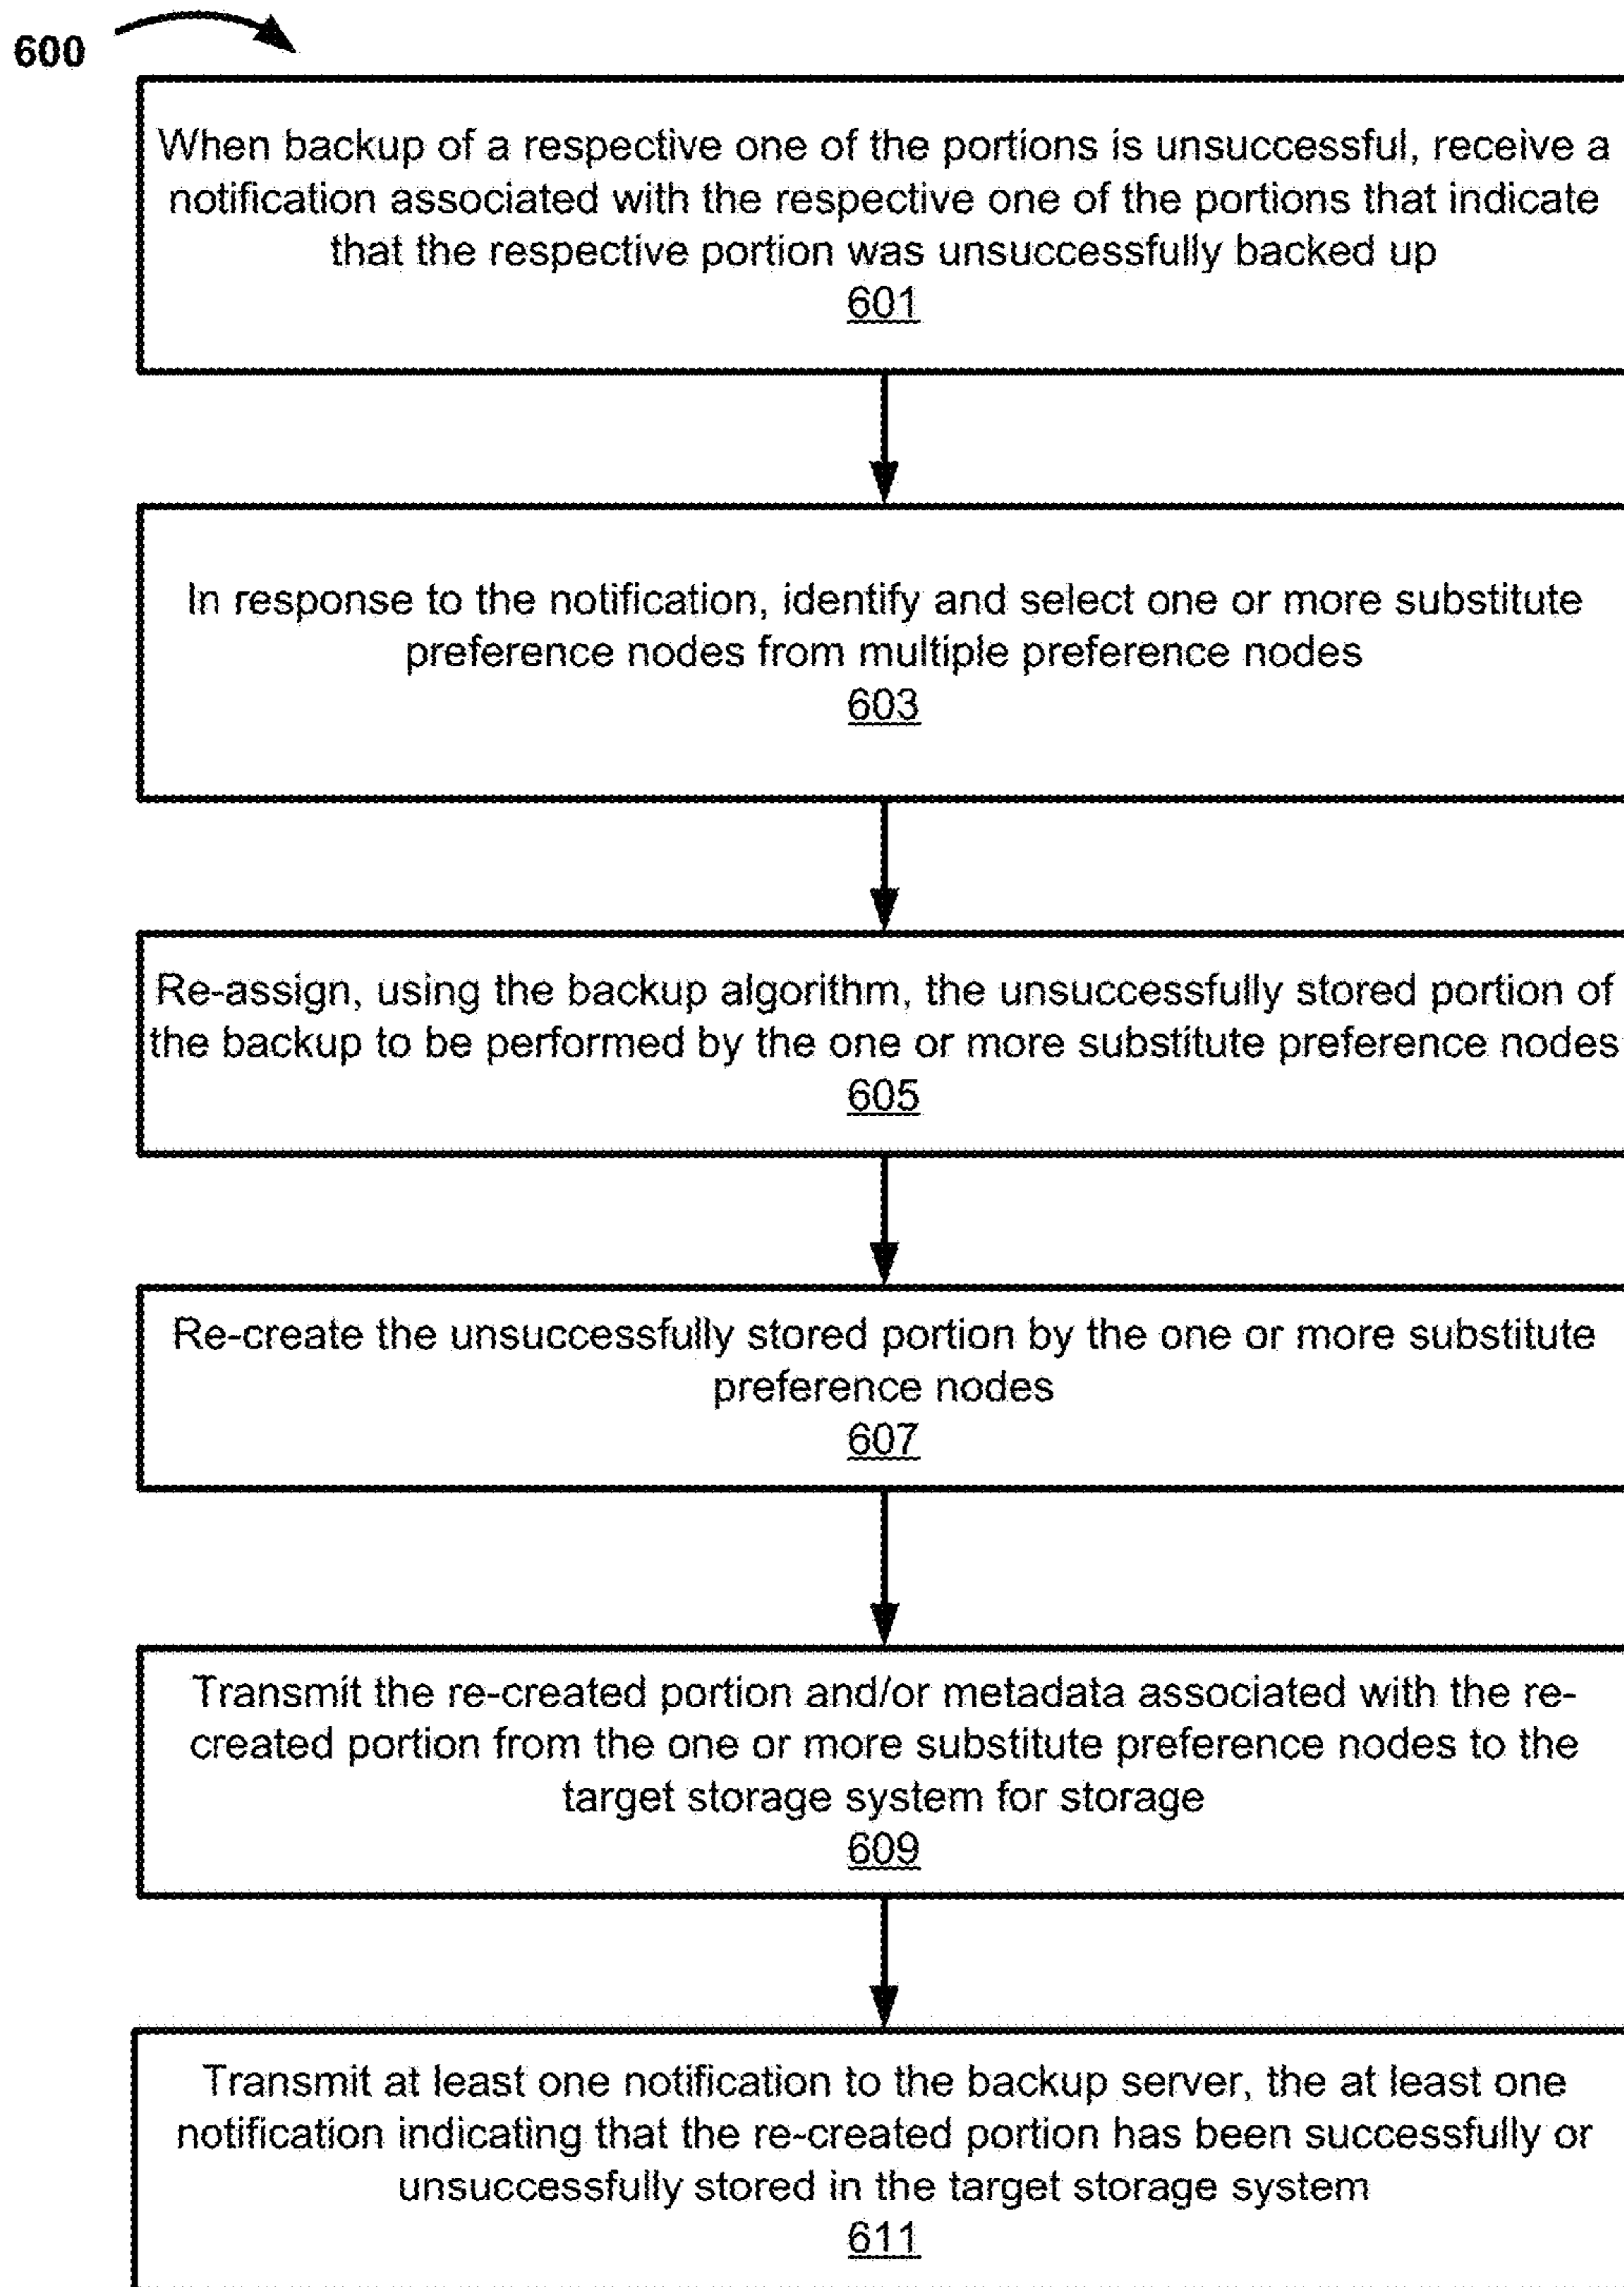 600
When backup of a respective one of the portions is unsuccessful, receive a
notification associated with the respective one of the portions that indicate
that the respective portion was unsuccessfully backed up
601
In response to the notification, identify and select one or more substitute
preference nodes from multiple preference nodes
603
Re-assign, using the backup algorithm, the unsuccessfully stored portion of
the backup to be performed by the one or more substitute preference nodes
605
Re-create the unsuccessfully stored portion by the one or more substitute
preference nodes
607
Transmit the re-created portion and/or metadata associated with the re-
created portion from the one or more substitute preference nodes to the
target storage system for storage
609
Transmit at least one notification to the backup server, the at least one
notification indicating that the re-created portion has been successfully or
unsuccessfully stored in the target storage system
611